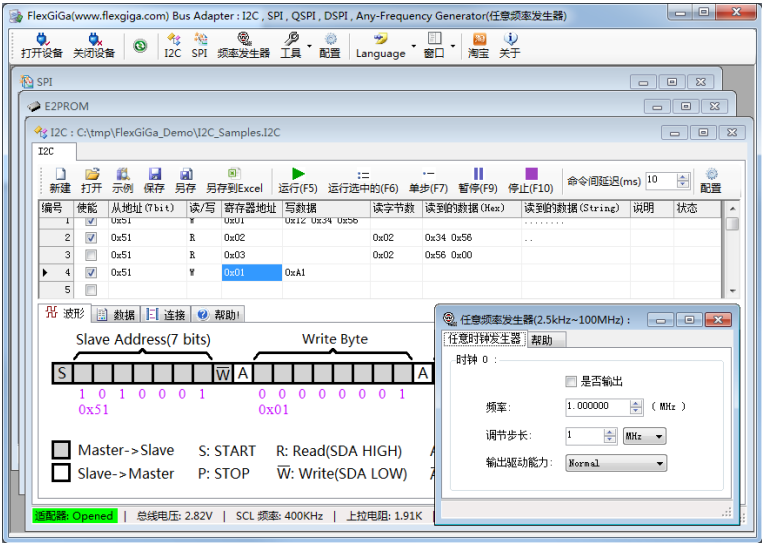 FlexGiGa(www.flexgiga.com) Bus Adapter : I2C , SPI , QSPI , DSPI , Any-Frequency Generator(任意频率发生器)
打开设备 关闭设备 I2C SPI 频率发生器 工具 配置 Language 窗口 淘宝 关于
SPI
E2PROM
I2C : C:\tmp\FlexGiGa_Demo\I2C_Samples.I2C
I2C
新建 打开 示例 保存 另存 另存到Excel 运行(F5) 运行选中的(F6) 单步(F7) 暂停(F9) 停止(F10) 命令间延迟(ms) 10 配置
编号 使能 从地址(7bit) 读/写 寄存器地址 写数据 读字节数 读到的数据(Hex) 读到的数据(String) 说明 状态
1 0x51 W 0x01 0x12 0x34 0x56 ........
2 0x51 R 0x02 0x02 0x34 0x56 ..
3 0x51 R 0x03 0x02 0x56 0x00
4 0x51 W 0x01 0xA1
5
波形 数据 连接 帮助!
Slave Address(7 bits) Write Byte
S W A A
1 0 1 0 0 0 1 0 0 0 0 0 0 0 1
0x51 0x01
Master->Slave S: START R: Read(SDA HIGH)
Slave->Master P: STOP W: Write(SDA LOW)
适配器: Opened | 总线电压: 2.82V | SCL 频率: 400KHz | 上拉电阻: 1.91K
任意频率发生器(2.5kHz~100MHz) :
任意时钟发生器 帮助
时钟 0 :
是否输出
频率: 1.000000 ( MHz )
调节步长: 1 MHz
输出驱动能力: Normal